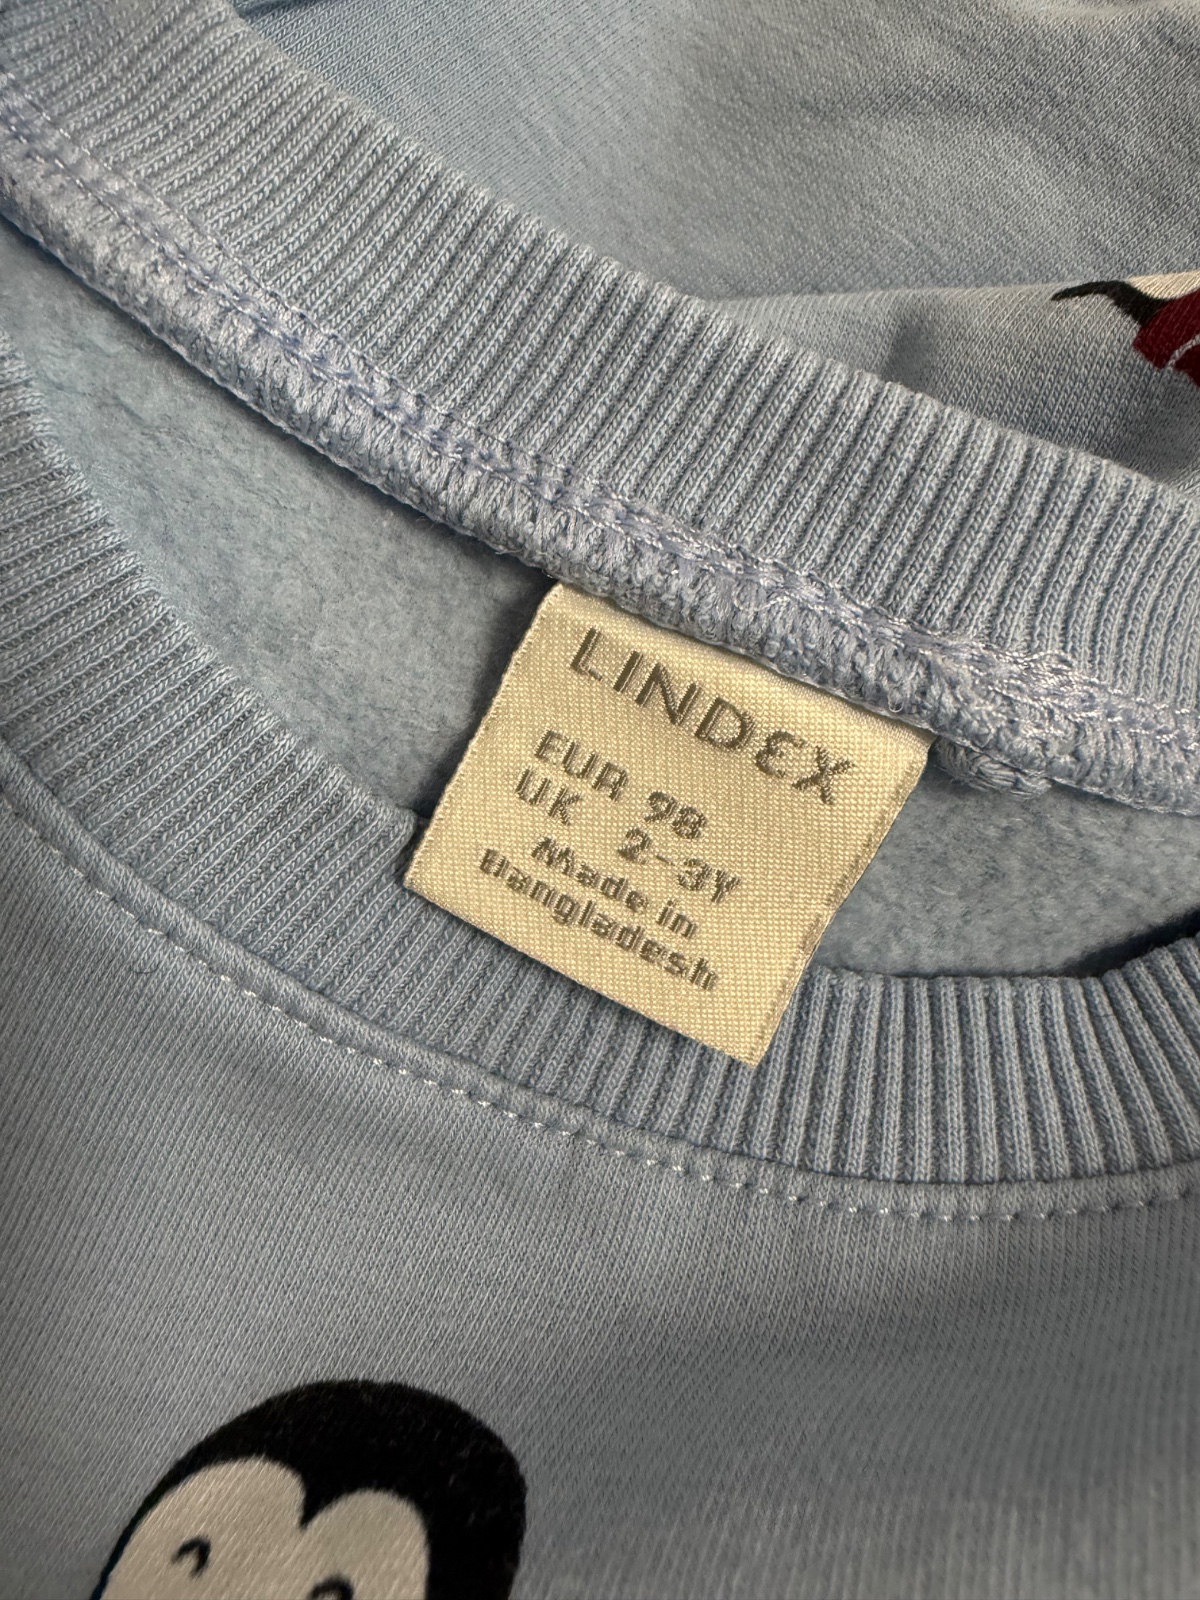 LINDEX
EUR 98
UK 2-3Y
Made in
Bangladesh